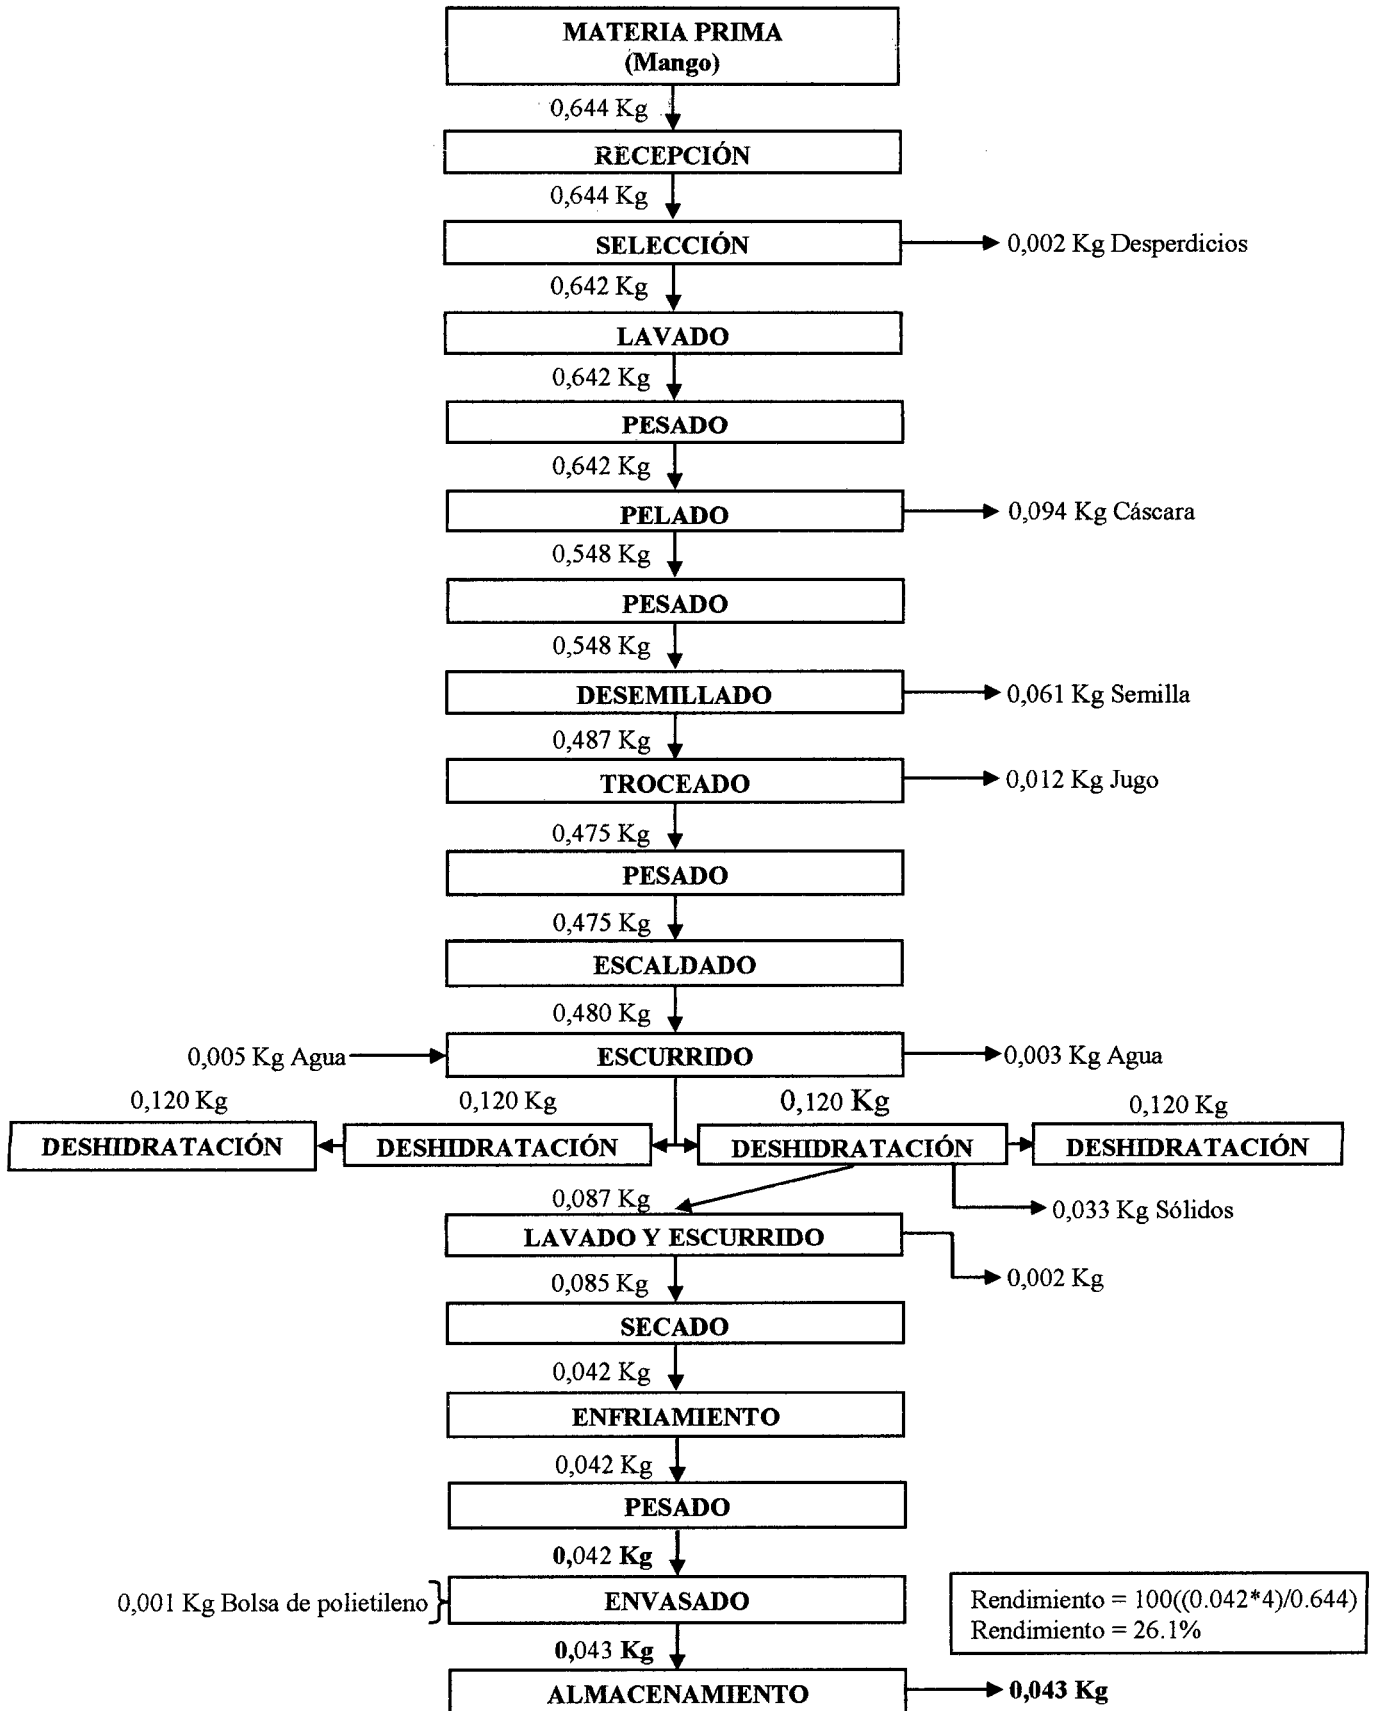 MATERIA PRIMA
(Mango)
0,644 Kg
RECEPCIÓN
0,644 Kg
SELECCIÓN
0,002 Kg Desperdicios
0,642 Kg
LAVADO
0,642 Kg
PESADO
0,642 Kg
PELADO
0,094 Kg Cáscara
0,548 Kg
PESADO
0,548 Kg
DESEMILLADO
0,061 Kg Semilla
0,487 Kg
TROCEADO
0,012 Kg Jugo
0,475 Kg
PESADO
0,475 Kg
ESCALDADO
0,480 Kg
0,005 Kg Agua
ESCURRIDO
0,003 Kg Agua
0,120 Kg
0,120 Kg
0,120 Kg
0,120 Kg
DESHIDRATACIÓN
DESHIDRATACIÓN
DESHIDRATACIÓN
DESHIDRATACIÓN
0,087 Kg
0,033 Kg Sólidos
LAVADO Y ESCURRIDO
0,002 Kg
0,085 Kg
SECADO
0,042 Kg
ENFRIAMIENTO
0,042 Kg
PESADO
0,042 Kg
0,001 Kg Bolsa de polietileno
ENVASADO
Rendimiento = 100((0.042*4)/0.644)
Rendimiento = 26.1%
0,043 Kg
ALMACENAMIENTO
0,043 Kg